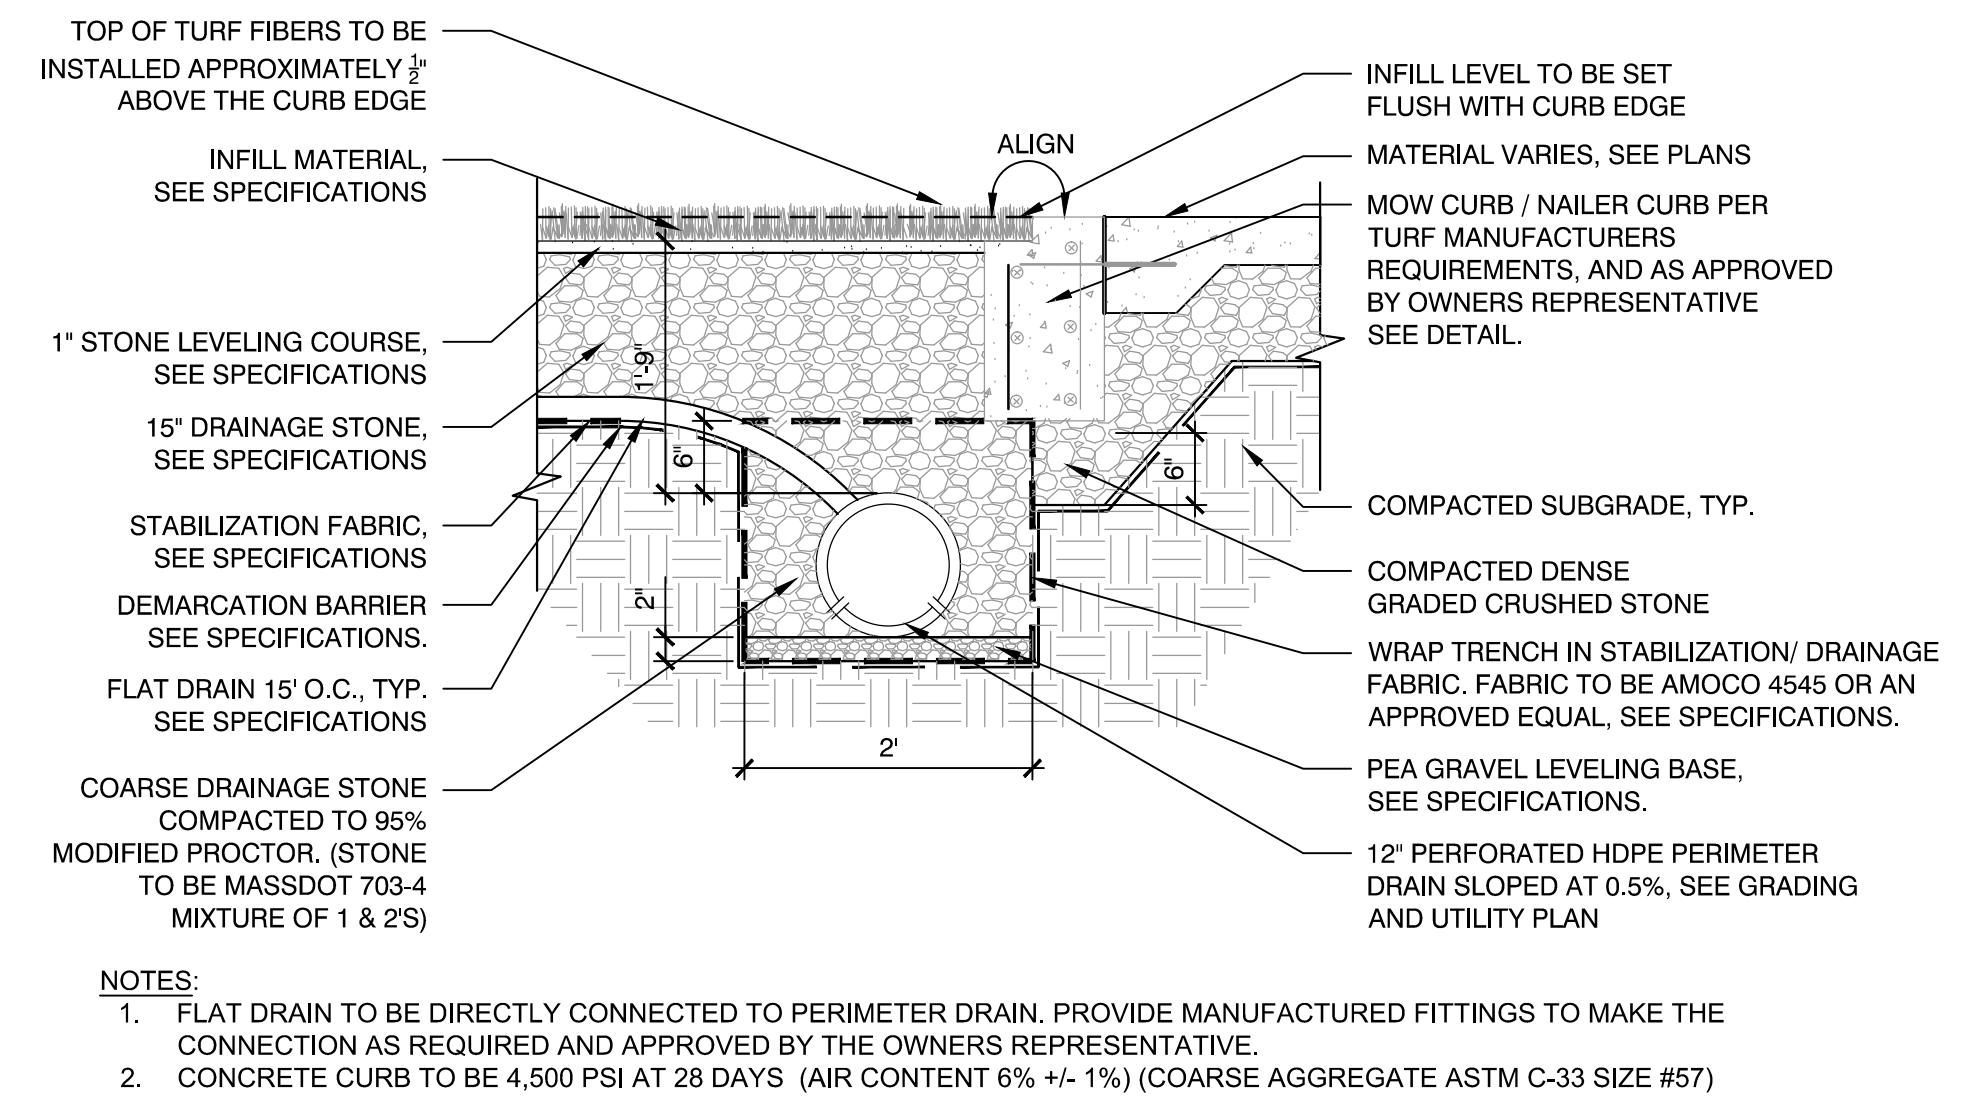 TOP OF TURF FIBERS TO BE
INSTALLED APPROXIMATELY 1/2"
ABOVE THE CURB EDGE
INFILL MATERIAL,
SEE SPECIFICATIONS
1" STONE LEVELING COURSE,
SEE SPECIFICATIONS
15" DRAINAGE STONE,
SEE SPECIFICATIONS
STABILIZATION FABRIC,
SEE SPECIFICATIONS
DEMARCATION BARRIER
SEE SPECIFICATIONS.
FLAT DRAIN 15' O.C., TYP.
SEE SPECIFICATIONS
COARSE DRAINAGE STONE
COMPACTED TO 95%
MODIFIED PROCTOR. (STONE
TO BE MASSDOT 703-4
MIXTURE OF 1 & 2'S)
ALIGN
1'-9"
6"
2"
6"
2'
INFILL LEVEL TO BE SET
FLUSH WITH CURB EDGE
MATERIAL VARIES, SEE PLANS
MOW CURB / NAILER CURB PER
TURF MANUFACTURERS
REQUIREMENTS, AND AS APPROVED
BY OWNERS REPRESENTATIVE
SEE DETAIL.
COMPACTED SUBGRADE, TYP.
COMPACTED DENSE
GRADED CRUSHED STONE
WRAP TRENCH IN STABILIZATION/ DRAINAGE
FABRIC. FABRIC TO BE AMOCO 4545 OR AN
APPROVED EQUAL, SEE SPECIFICATIONS.
PEA GRAVEL LEVELING BASE,
SEE SPECIFICATIONS.
12" PERFORATED HDPE PERIMETER
DRAIN SLOPED AT 0.5%, SEE GRADING
AND UTILITY PLAN
NOTES:
1. FLAT DRAIN TO BE DIRECTLY CONNECTED TO PERIMETER DRAIN. PROVIDE MANUFACTURED FITTINGS TO MAKE THE
CONNECTION AS REQUIRED AND APPROVED BY THE OWNERS REPRESENTATIVE.
2. CONCRETE CURB TO BE 4,500 PSI AT 28 DAYS (AIR CONTENT 6% +/- 1%) (COARSE AGGREGATE ASTM C-33 SIZE #57)